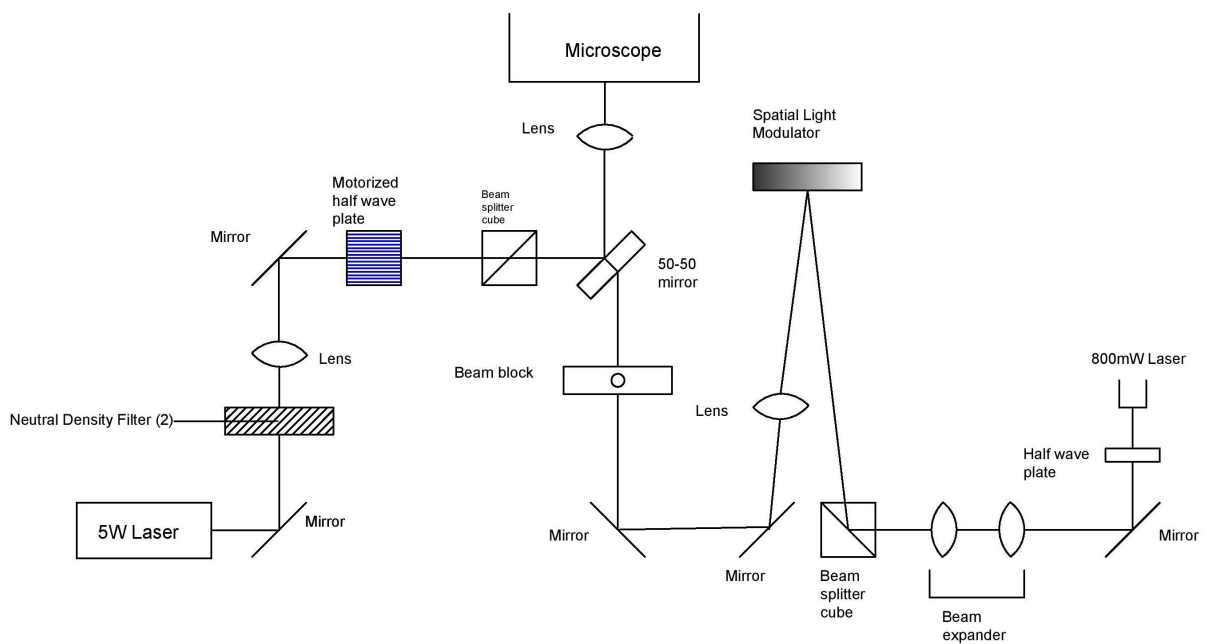 Microscope
Lens
Spatial Light
Modulator
Motorized
half wave
plate
Beam
splitter
cube
Mirror
50-50
mirror
Lens
Beam block
800mW Laser
Lens
Neutral Density Filter (2)
Half wave
plate
5W Laser
Mirror
Mirror
Mirror
Mirror
Beam
splitter
cube
Beam
expander